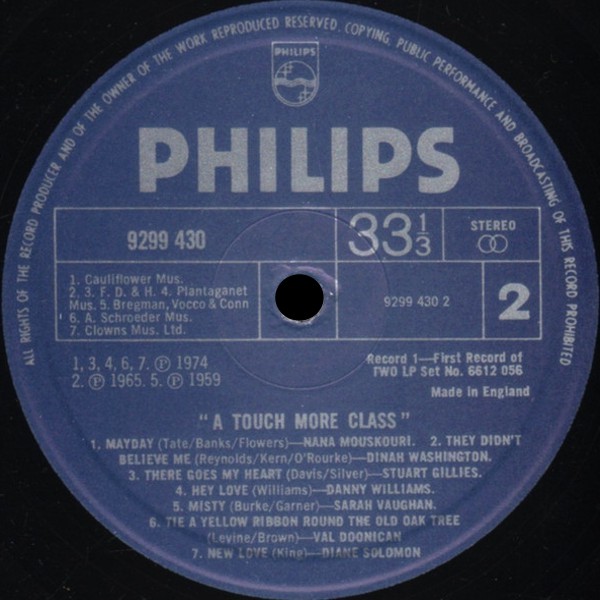 ALL RIGHTS OF THE RECORD PRODUCER AND OF THE OWNER OF THE WORK REPRODUCED RESERVED. COPYING, PUBLIC PERFORMANCE AND BROADCASTING OF THIS RECORD PROHIBITED
PHILIPS
PHILIPS
9299 430
33 1/3
STEREO
1. Cauliflower Mus.
2. 3. F. D. & H. 4. Plantaganet
Mus. 5. Bregman, Vocco & Conn
6. A. Schroeder Mus.
7. Clowns Mus. Ltd.
9299 430 2
2
1, 3, 4, 6, 7. Ⓟ 1974
2. Ⓟ 1965. 5. Ⓟ 1959
Record 1—First Record of
TWO LP Set No. 6612 056
Made in England
"A TOUCH MORE CLASS"
1. MAYDAY (Tate/Banks/Flowers)—NANA MOUSKOURI. 2. THEY DIDN'T
BELIEVE ME (Reynolds/Kern/O'Rourke)—DINAH WASHINGTON.
3. THERE GOES MY HEART (Davis/Silver)—STUART GILLIES.
4. HEY LOVE (Williams)—DANNY WILLIAMS.
5. MISTY (Burke/Garner)—SARAH VAUGHAN.
6. TIE A YELLOW RIBBON ROUND THE OLD OAK TREE
(Levine/Brown)—VAL DOONICAN
7. NEW LOVE (King)—DIANE SOLOMON